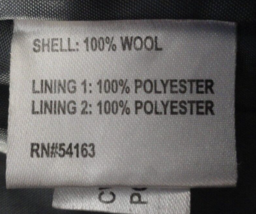 SHELL: 100% WOOL
LINING 1: 100% POLYESTER
LINING 2: 100% POLYESTER
RN#54163